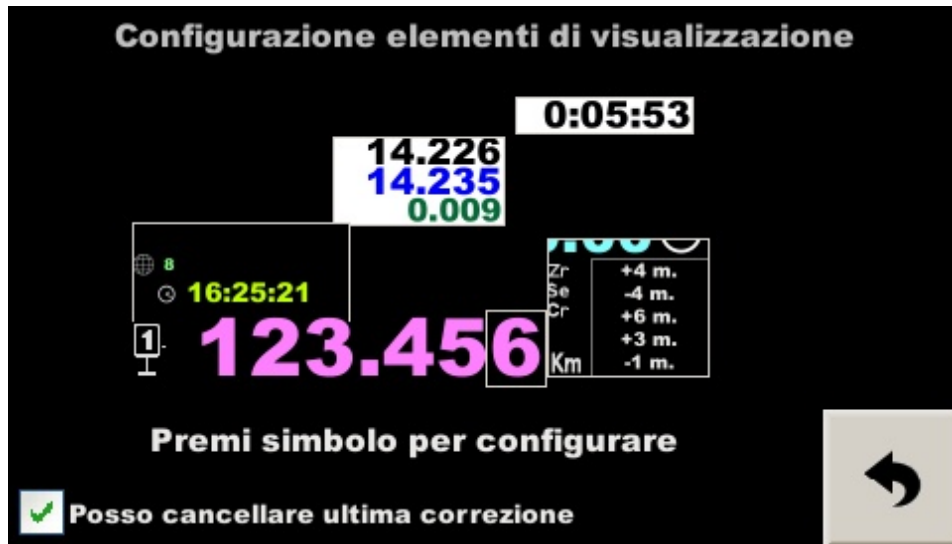 Configurazione elementi di visualizzazione
0:05:53
14.226
14.235
0.009
8
16:25:21
1
123.456
Zr
Se
Cr
Km
+4 m.
-4 m.
+6 m.
+3 m.
-1 m.
Premi simbolo per configurare
Posso cancellare ultima correzione